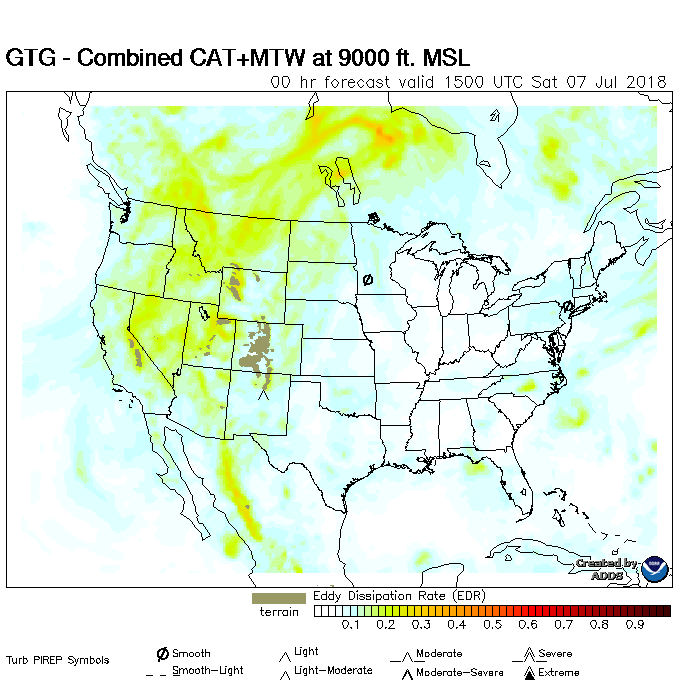 GTG - Combined CAT+MTW at 9000 ft. MSL
00 hr forecast valid 1500 UTC Sat 07 Jul 2018
Created by
ADDS
Eddy Dissipation Rate (EDR)
terrain
0.1 0.2 0.3 0.4 0.5 0.6 0.7 0.8 0.9
Turb PIREP Symbols
Smooth Light Moderate Severe
Smooth-Light Light-Moderate Moderate-Severe Extreme